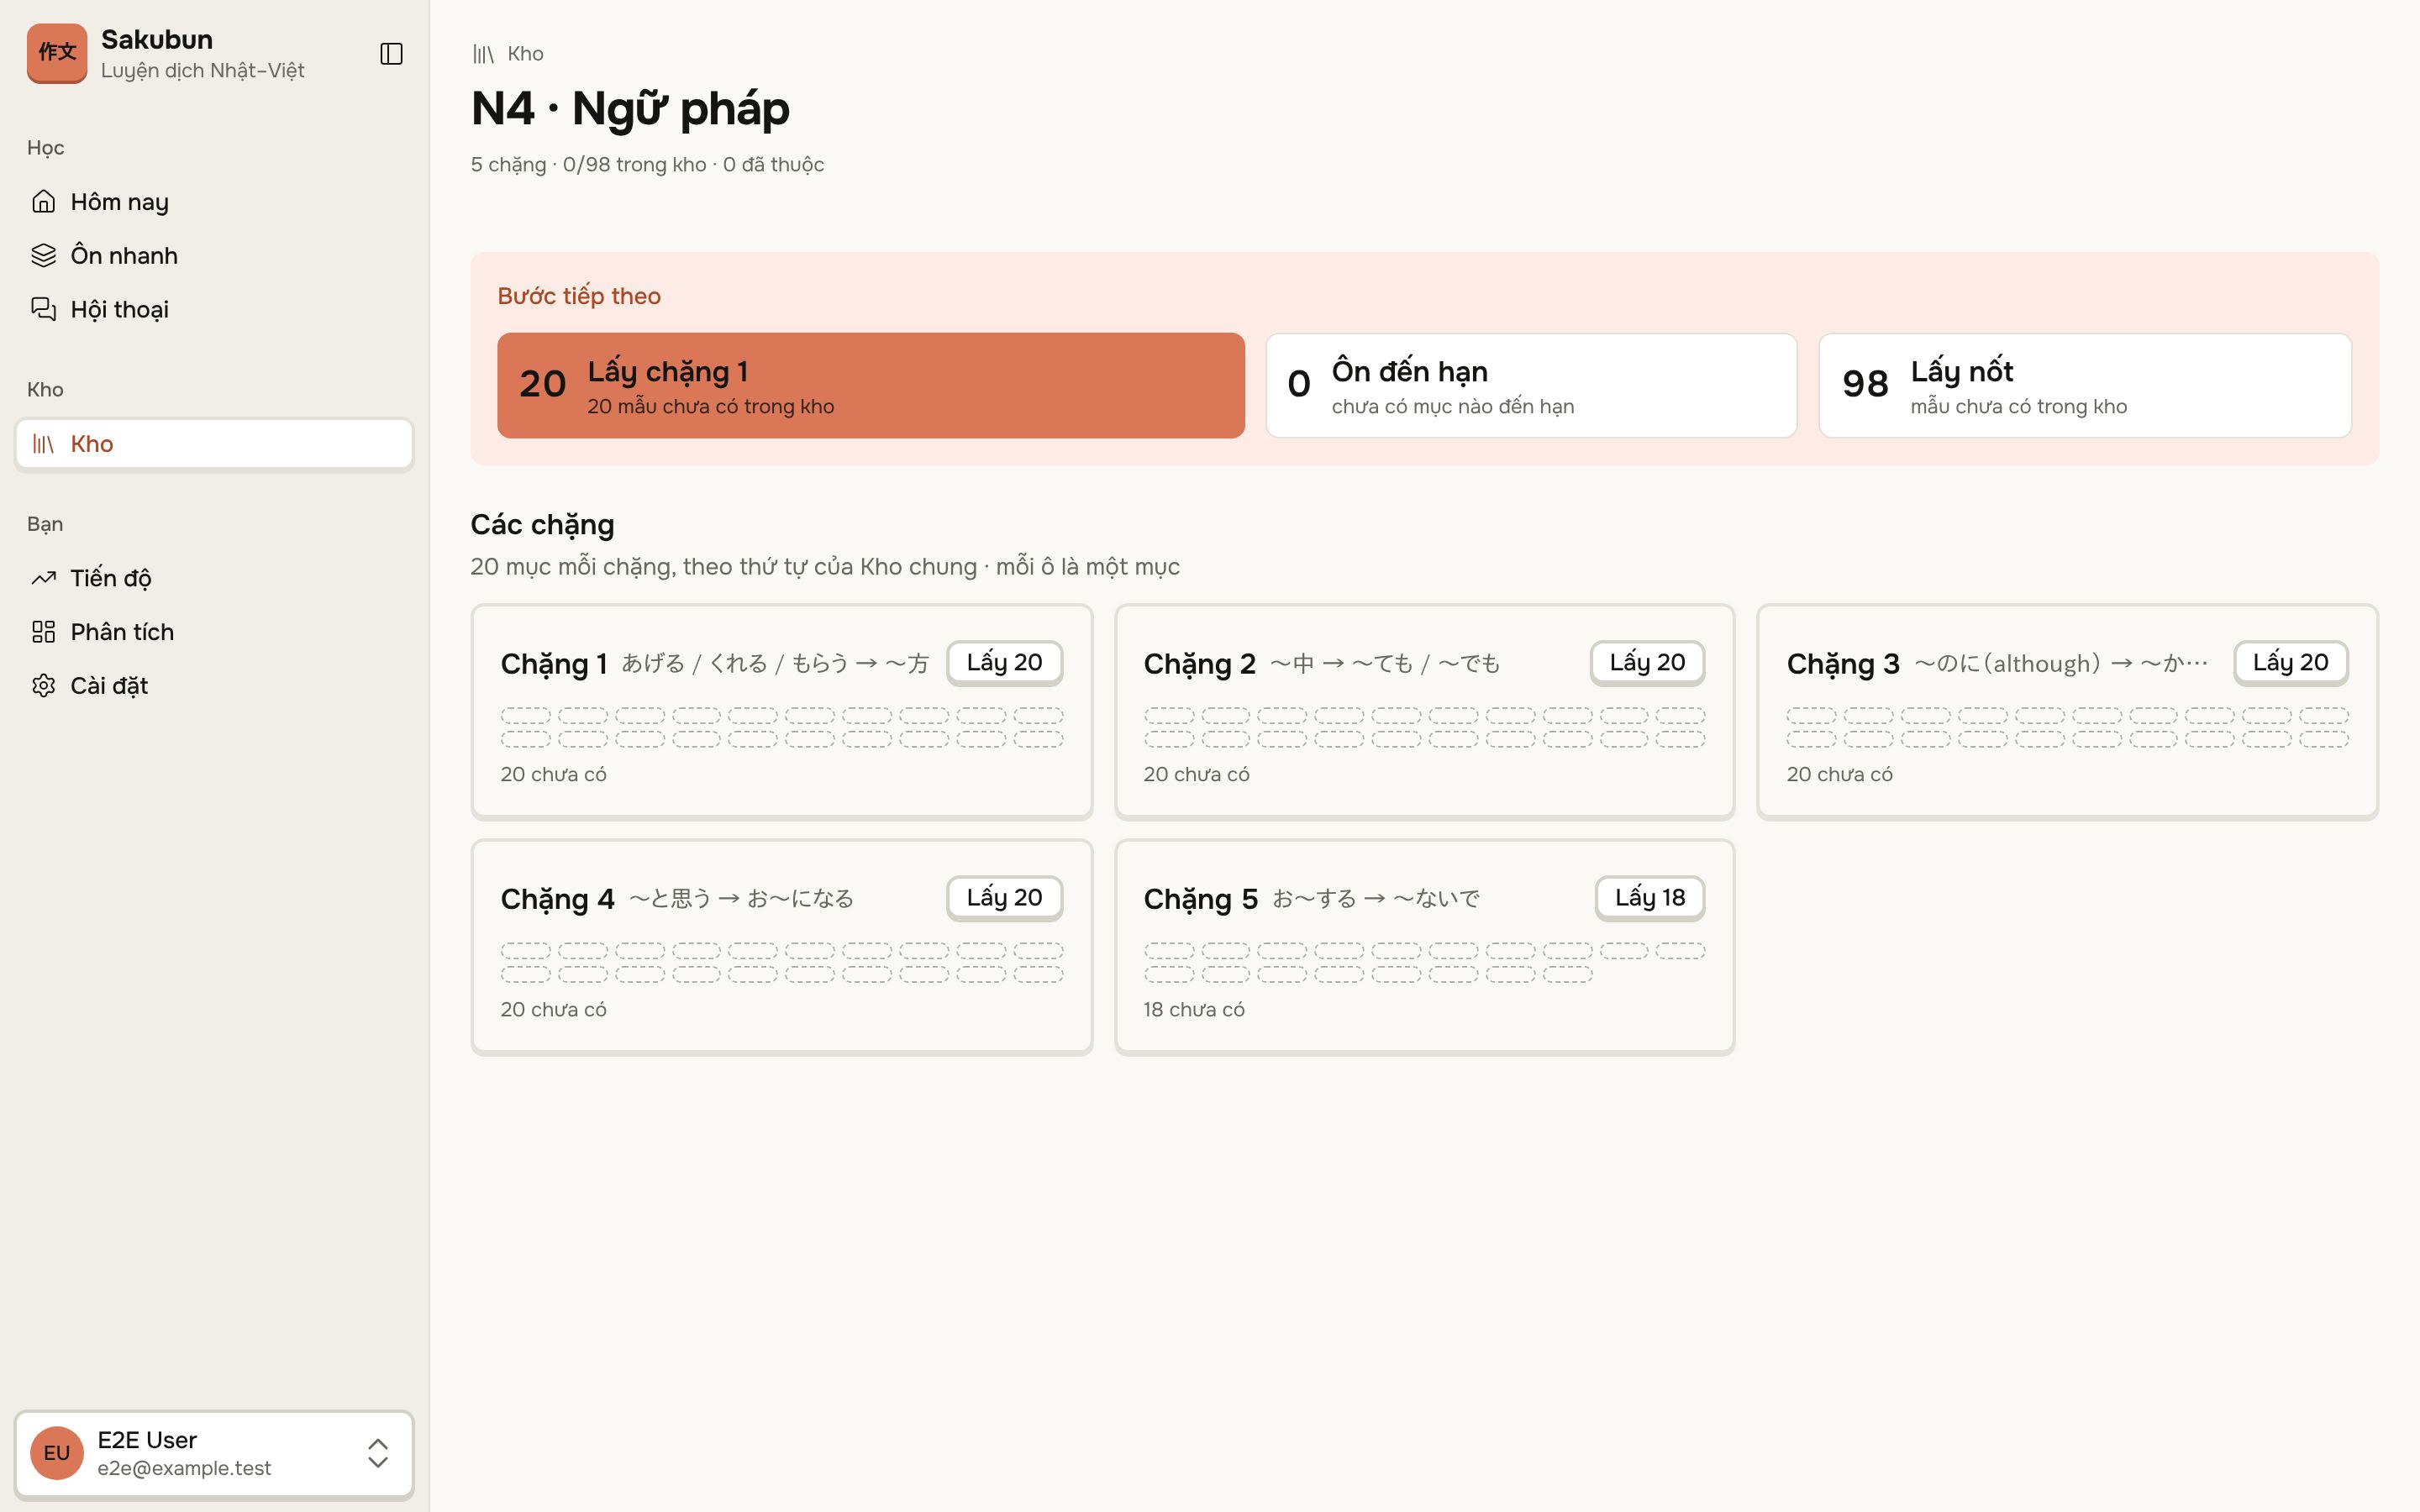 作文
Sakubun
Luyện dịch Nhật–Việt
Học
Hôm nay
Ôn nhanh
Hội thoại
Kho
Kho
Bạn
Tiến độ
Phân tích
Cài đặt
EU
E2E User
e2e@example.test
Kho
N4 · Ngữ pháp
5 chặng · 0/98 trong kho · 0 đã thuộc
Bước tiếp theo
20
Lấy chặng 1
20 mẫu chưa có trong kho
0
Ôn đến hạn
chưa có mục nào đến hạn
98
Lấy nốt
mẫu chưa có trong kho
Các chặng
20 mục mỗi chặng, theo thứ tự của Kho chung · mỗi ô là một mục
Chặng 1 あげる / くれる / もらう → 〜方 Lấy 20
20 chưa có
Chặng 2 〜中 → 〜ても / 〜でも Lấy 20
20 chưa có
Chặng 3 〜のに(although) → 〜か… Lấy 20
20 chưa có
Chặng 4 〜と思う → お〜になる Lấy 20
20 chưa có
Chặng 5 お〜する → 〜ないで Lấy 18
18 chưa có